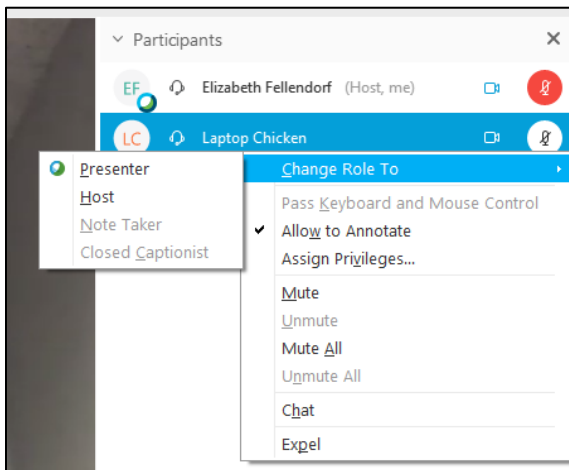 Participants
EF Elizabeth Fellendorf (Host, me)
LC Laptop Chicken
Presenter
Host
Note Taker
Closed Captionist
Change Role To
Pass Keyboard and Mouse Control
Allow to Annotate
Assign Privileges...
Mute
Unmute
Mute All
Unmute All
Chat
Expel